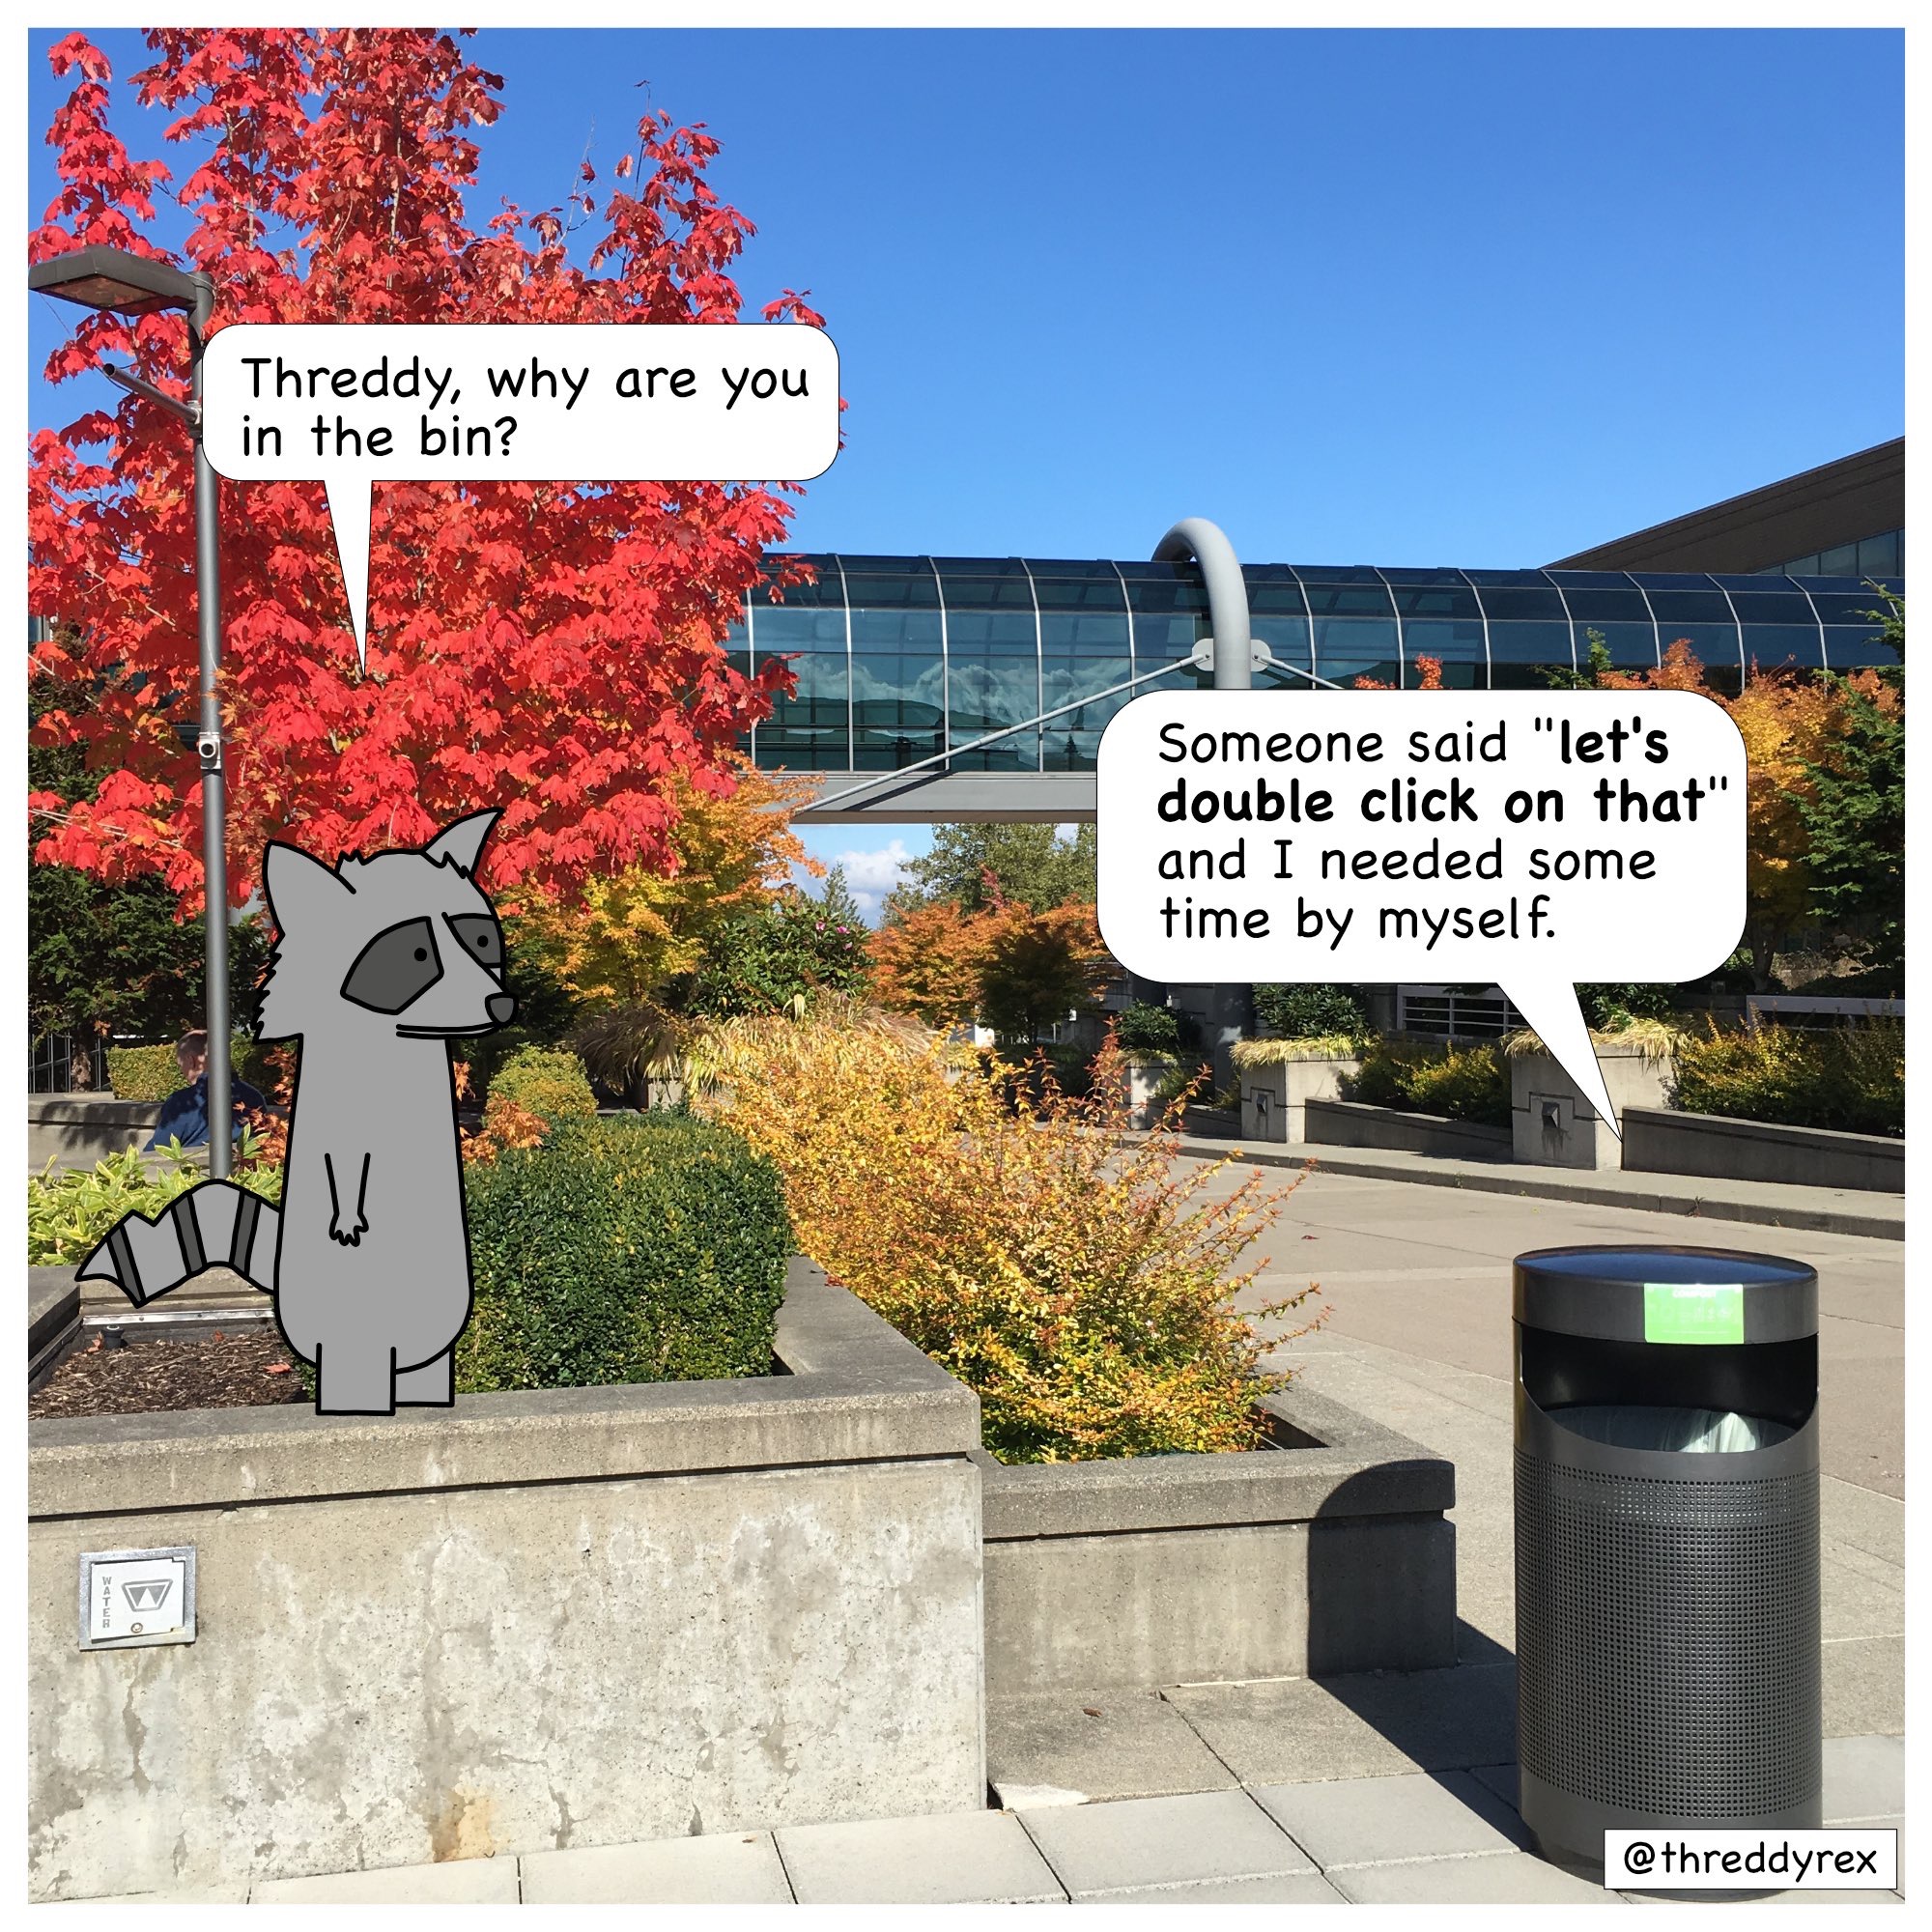 Threddy, why are you
in the bin?
Someone said "let's
double click on that"
and I needed some
time by myself.
WATER
@threddyrex